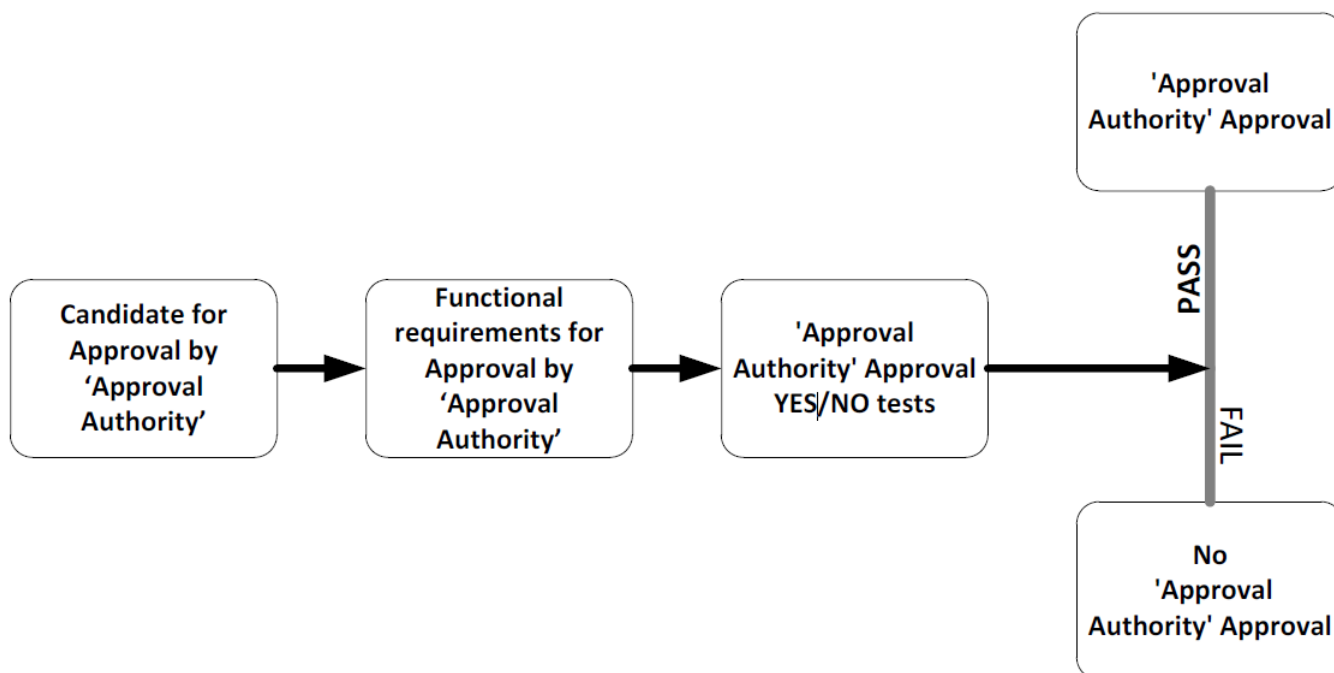 'Approval
Authority' Approval
PASS
Candidate for
Approval by
‘Approval
Authority’
Functional
requirements for
Approval by
‘Approval
Authority’
'Approval
Authority' Approval
YES/NO tests
FAIL
No
'Approval
Authority' Approval